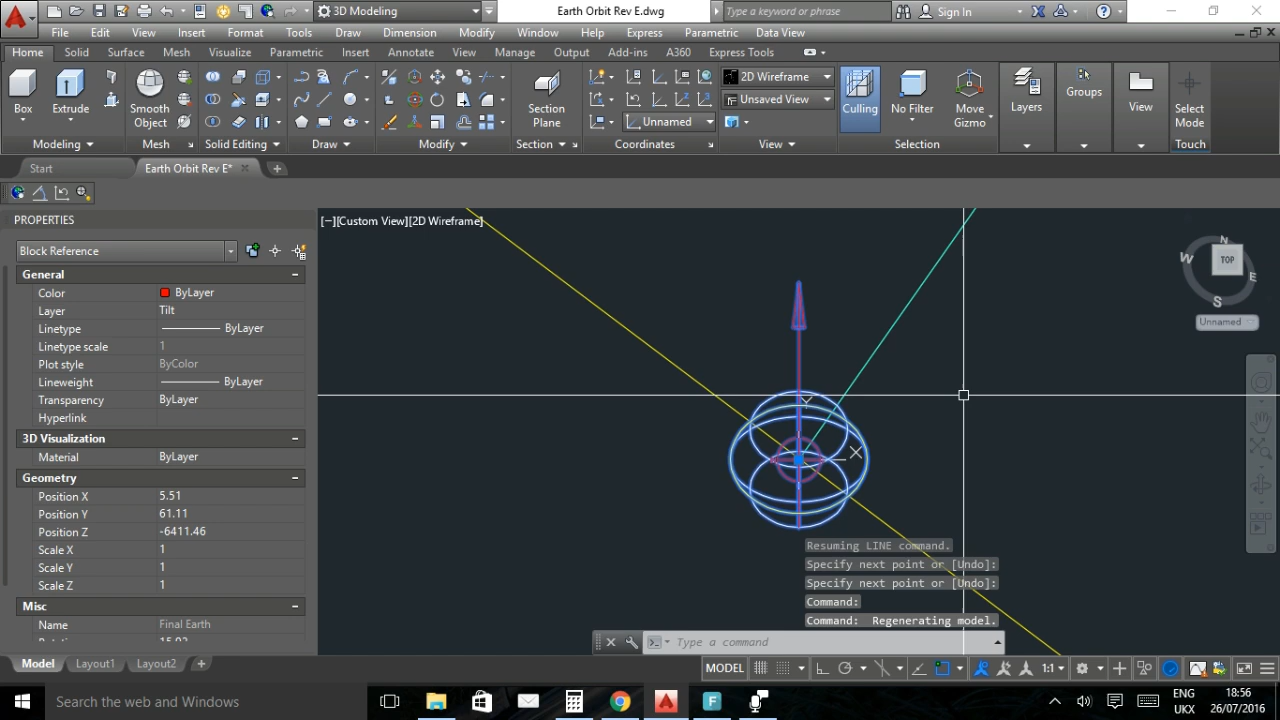 3D Modeling
Earth Orbit Rev E.dwg
Type a keyword or phrase
Sign In
File Edit View Insert Format Tools Draw Dimension Modify Window Help Express Parametric Data View
Home Solid Surface Mesh Visualize Parametric Insert Annotate View Manage Output Add-ins A360 Express Tools
2D Wireframe
Unsaved View
Unnamed
Box Extrude Smooth Object Section Plane Culling No Filter Move Gizmo Layers Groups View Select Mode
Modeling Mesh Solid Editing Draw Modify Section Coordinates View Selection Touch
Start Earth Orbit Rev E*
PROPERTIES
Block Reference
General
Color ByLayer
Layer Tilt
Linetype ByLayer
Linetype scale 1
Plot style ByColor
Lineweight ByLayer
Transparency ByLayer
Hyperlink
3D Visualization
Material ByLayer
Geometry
Position X 5.51
Position Y 61.11
Position Z -6411.46
Scale X 1
Scale Y 1
Scale Z 1
Misc
Name Final Earth
[−][Custom View][2D Wireframe]
N
W TOP E
S
Unnamed
Resuming LINE command.
Specify next point or [Undo]:
Specify next point or [Undo]:
Command:
Command: Regenerating model.
Type a command
Model Layout1 Layout2
MODEL 1:1
Search the web and Windows
ENG
UKX
18:56
26/07/2016